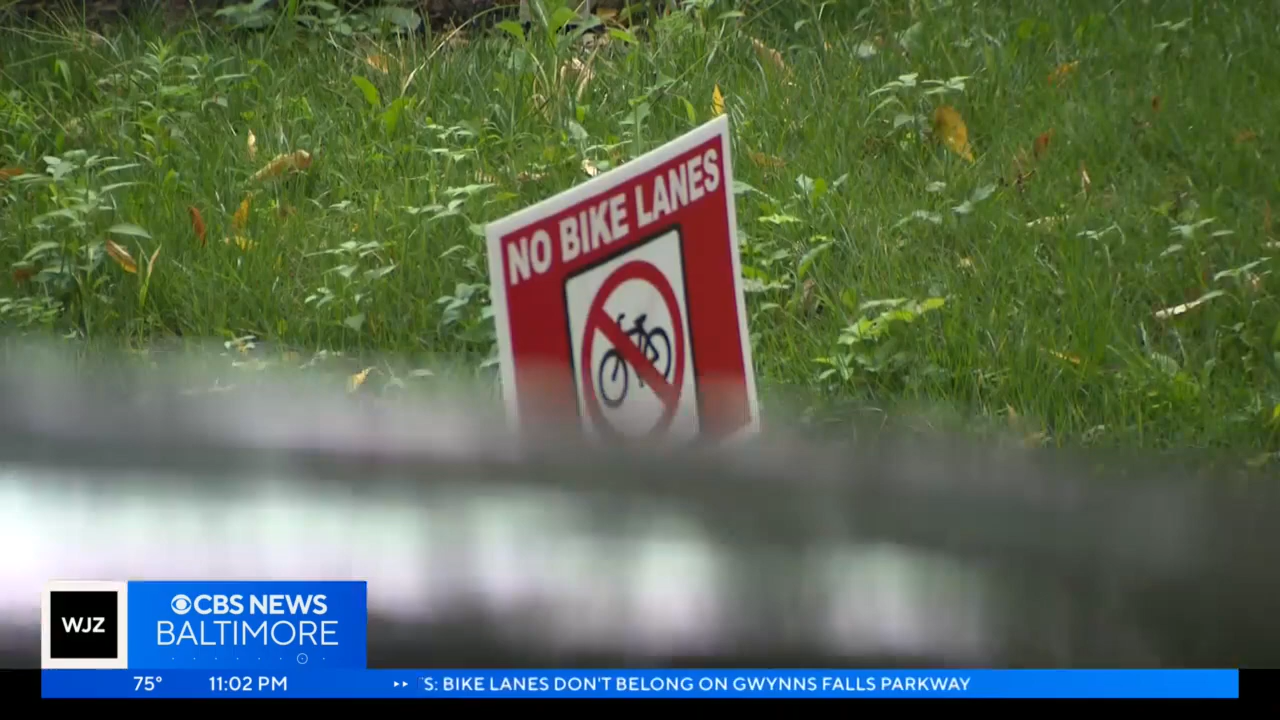 NO BIKE LANES
WJZ
CBS NEWS
BALTIMORE
75° 11:02 PM 'S: BIKE LANES DON'T BELONG ON GWYNNS FALLS PARKWAY